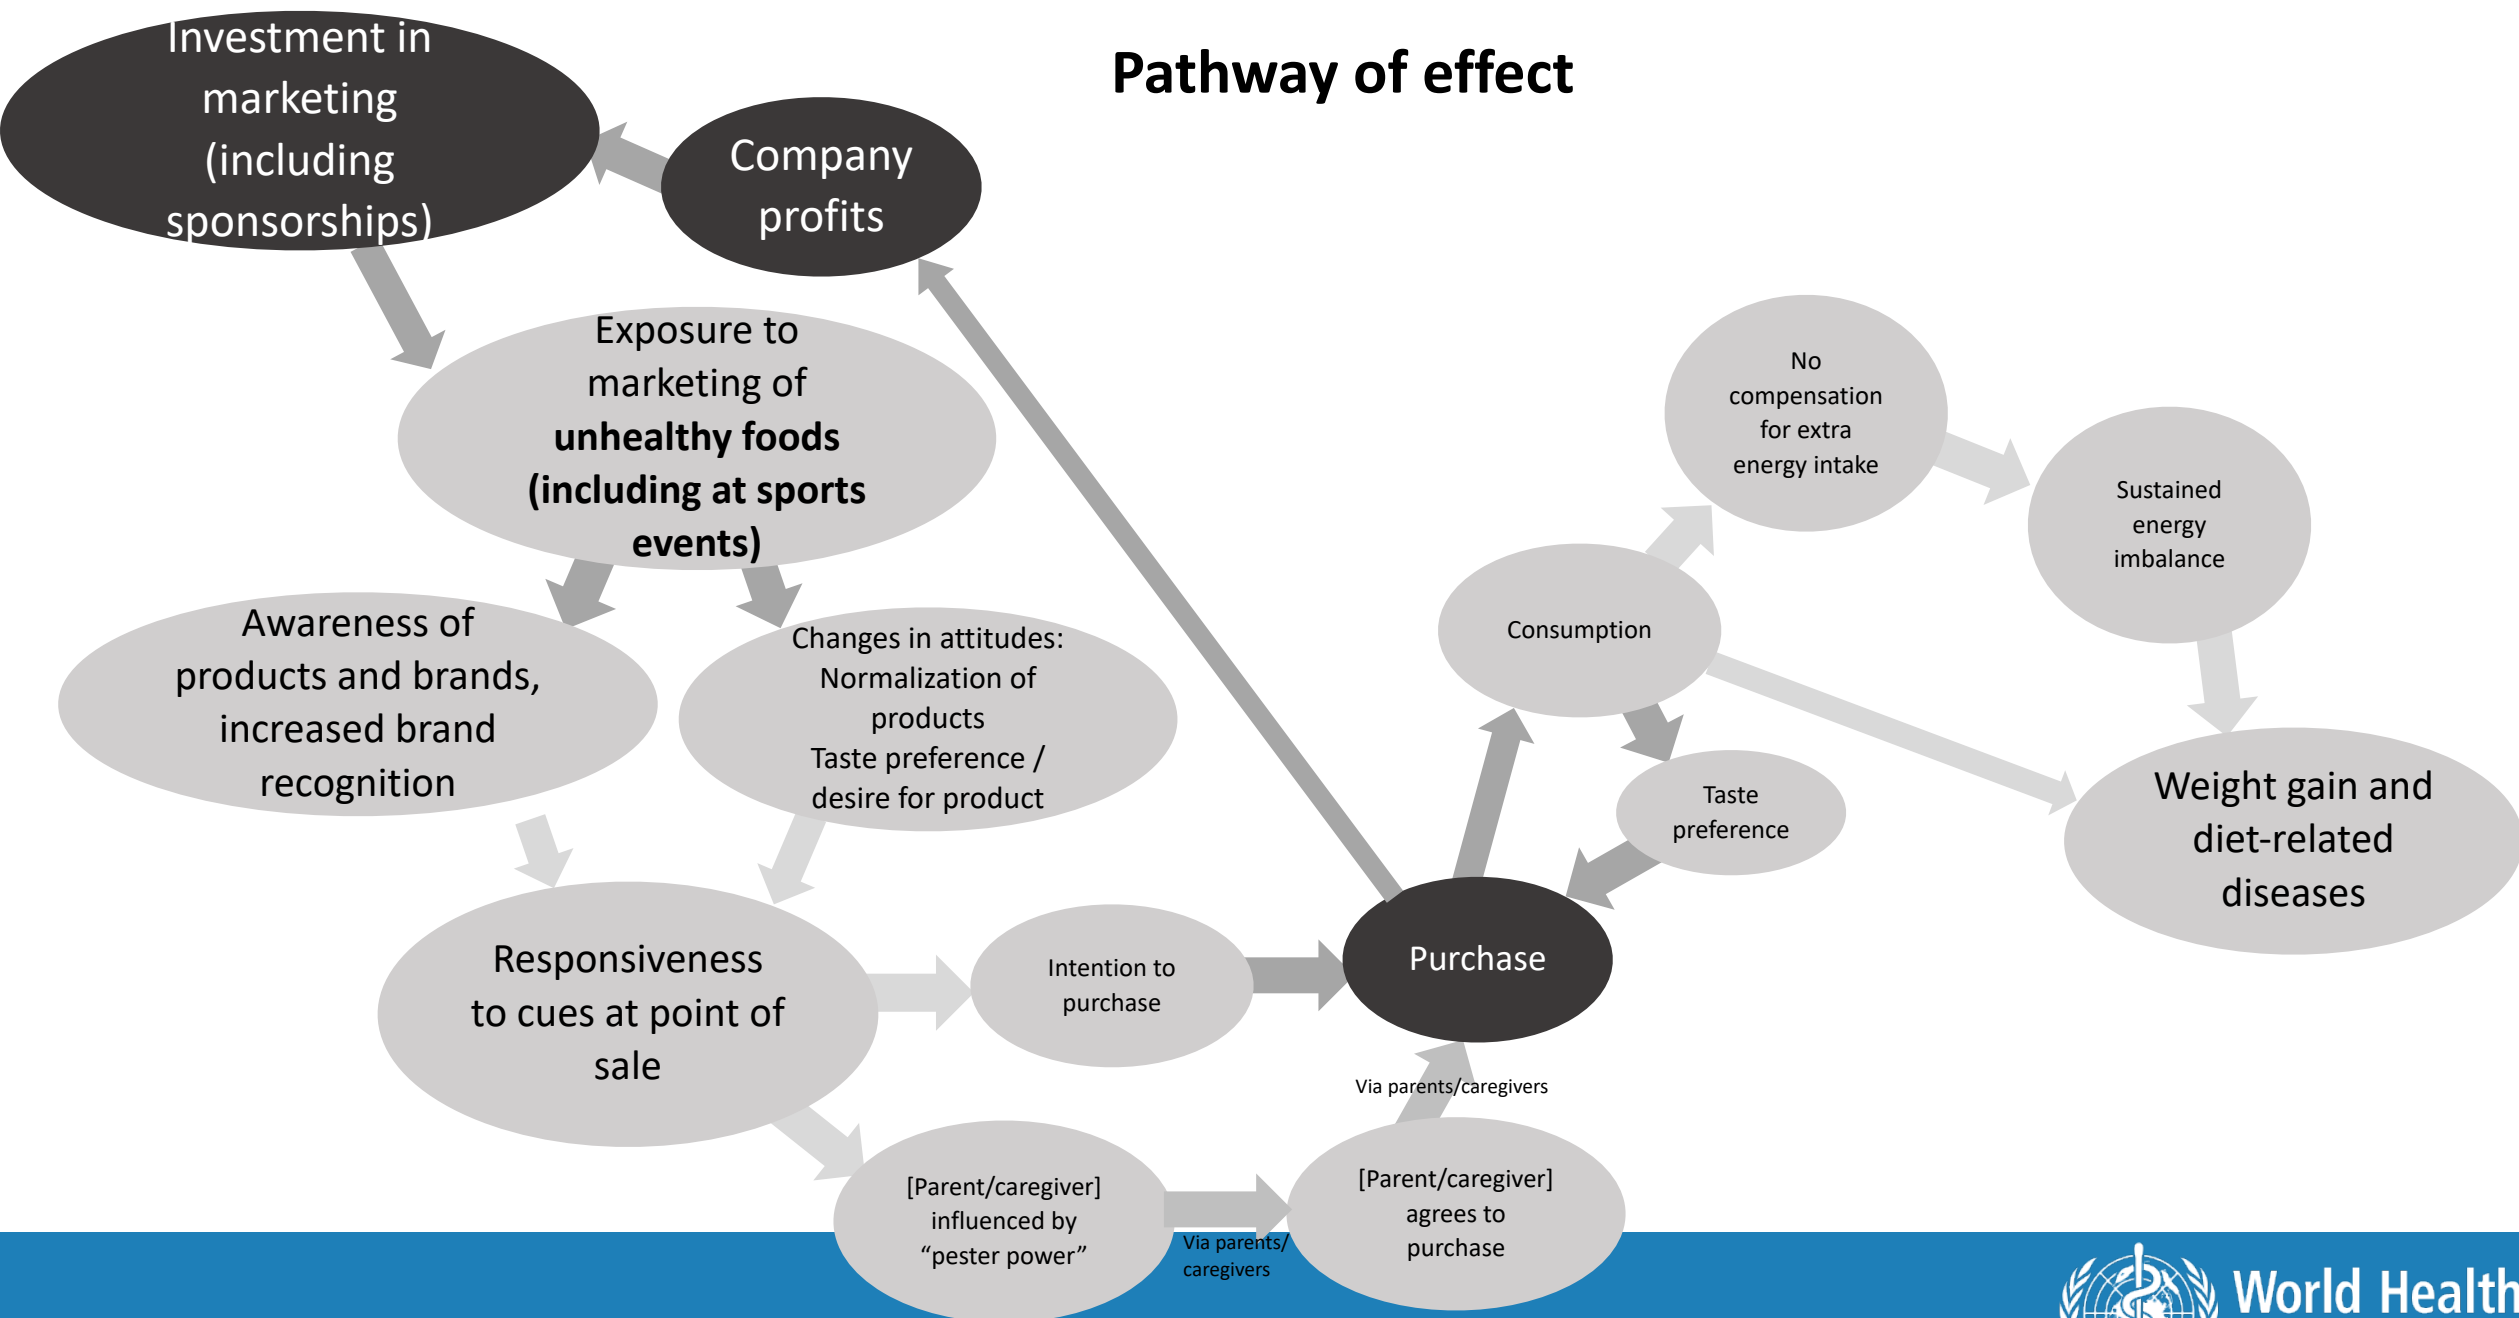 Pathway of effect
Investment in
marketing
(including
sponsorships)
Company
profits
Exposure to
marketing of
unhealthy foods
(including at sports
events)
Awareness of
products and brands,
increased brand
recognition
Changes in attitudes:
Normalization of
products
Taste preference /
desire for product
Responsiveness
to cues at point of
sale
Intention to
purchase
Purchase
[Parent/caregiver]
influenced by
“pester power”
Via parents/
caregivers
[Parent/caregiver]
agrees to
purchase
Via parents/caregivers
Consumption
Taste
preference
No
compensation
for extra
energy intake
Sustained
energy
imbalance
Weight gain and
diet-related
diseases
World Health